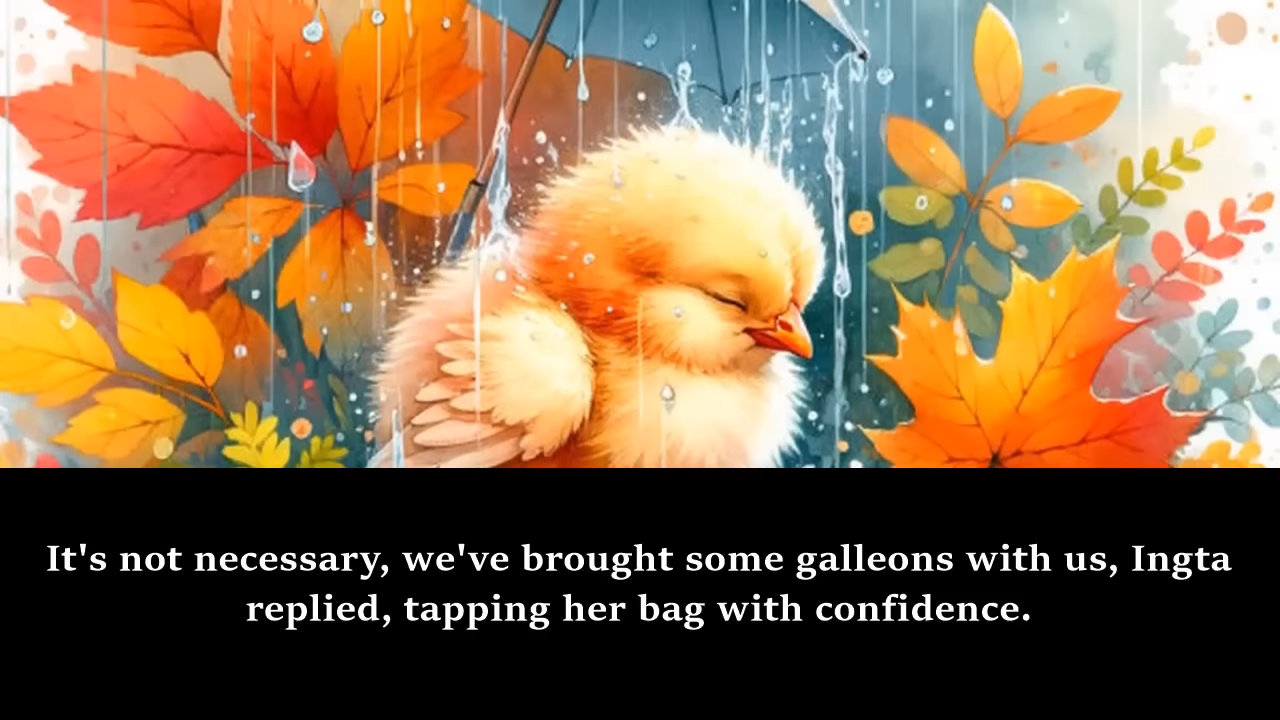 It's not necessary, we've brought some galleons with us, Ingta
replied, tapping her bag with confidence.